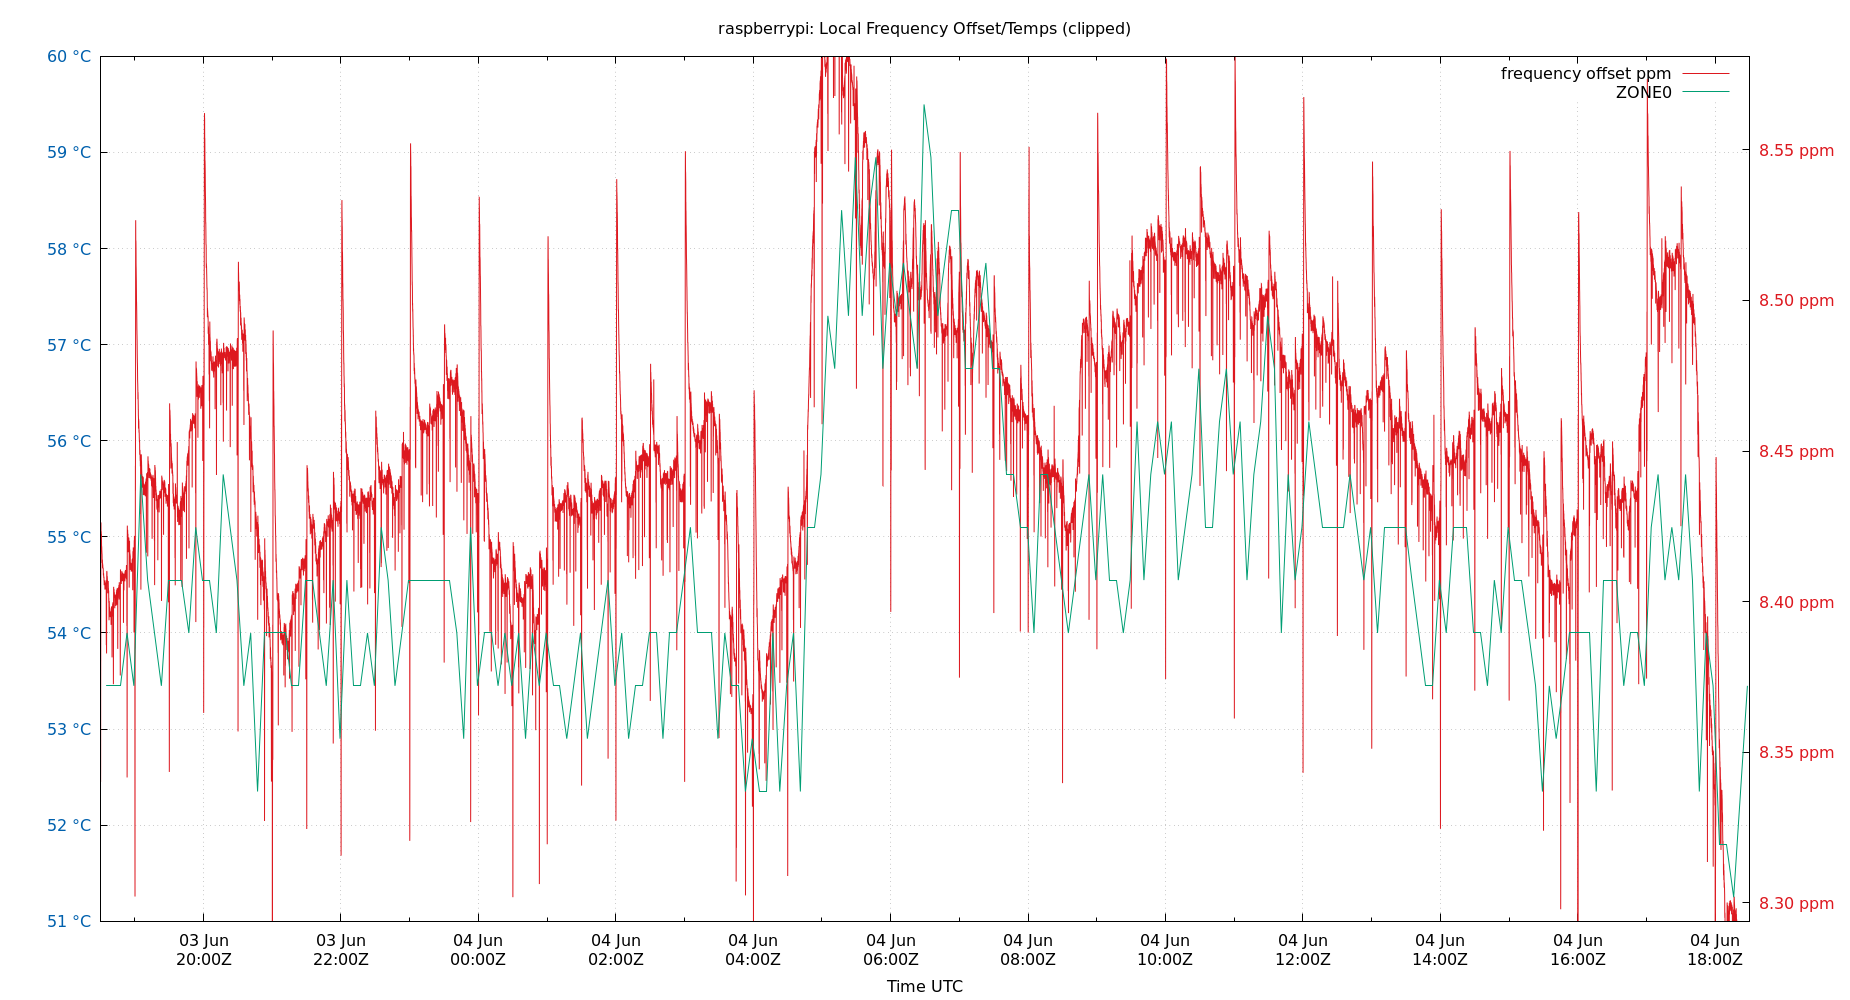 raspberrypi: Local Frequency Offset/Temps (clipped)
60 °C
59 °C
58 °C
57 °C
56 °C
55 °C
54 °C
53 °C
52 °C
51 °C
frequency offset ppm
ZONE0
8.55 ppm
8.50 ppm
8.45 ppm
8.40 ppm
8.35 ppm
8.30 ppm
03 Jun
20:00Z
03 Jun
22:00Z
04 Jun
00:00Z
04 Jun
02:00Z
04 Jun
04:00Z
04 Jun
06:00Z
04 Jun
08:00Z
04 Jun
10:00Z
04 Jun
12:00Z
04 Jun
14:00Z
04 Jun
16:00Z
04 Jun
18:00Z
Time UTC